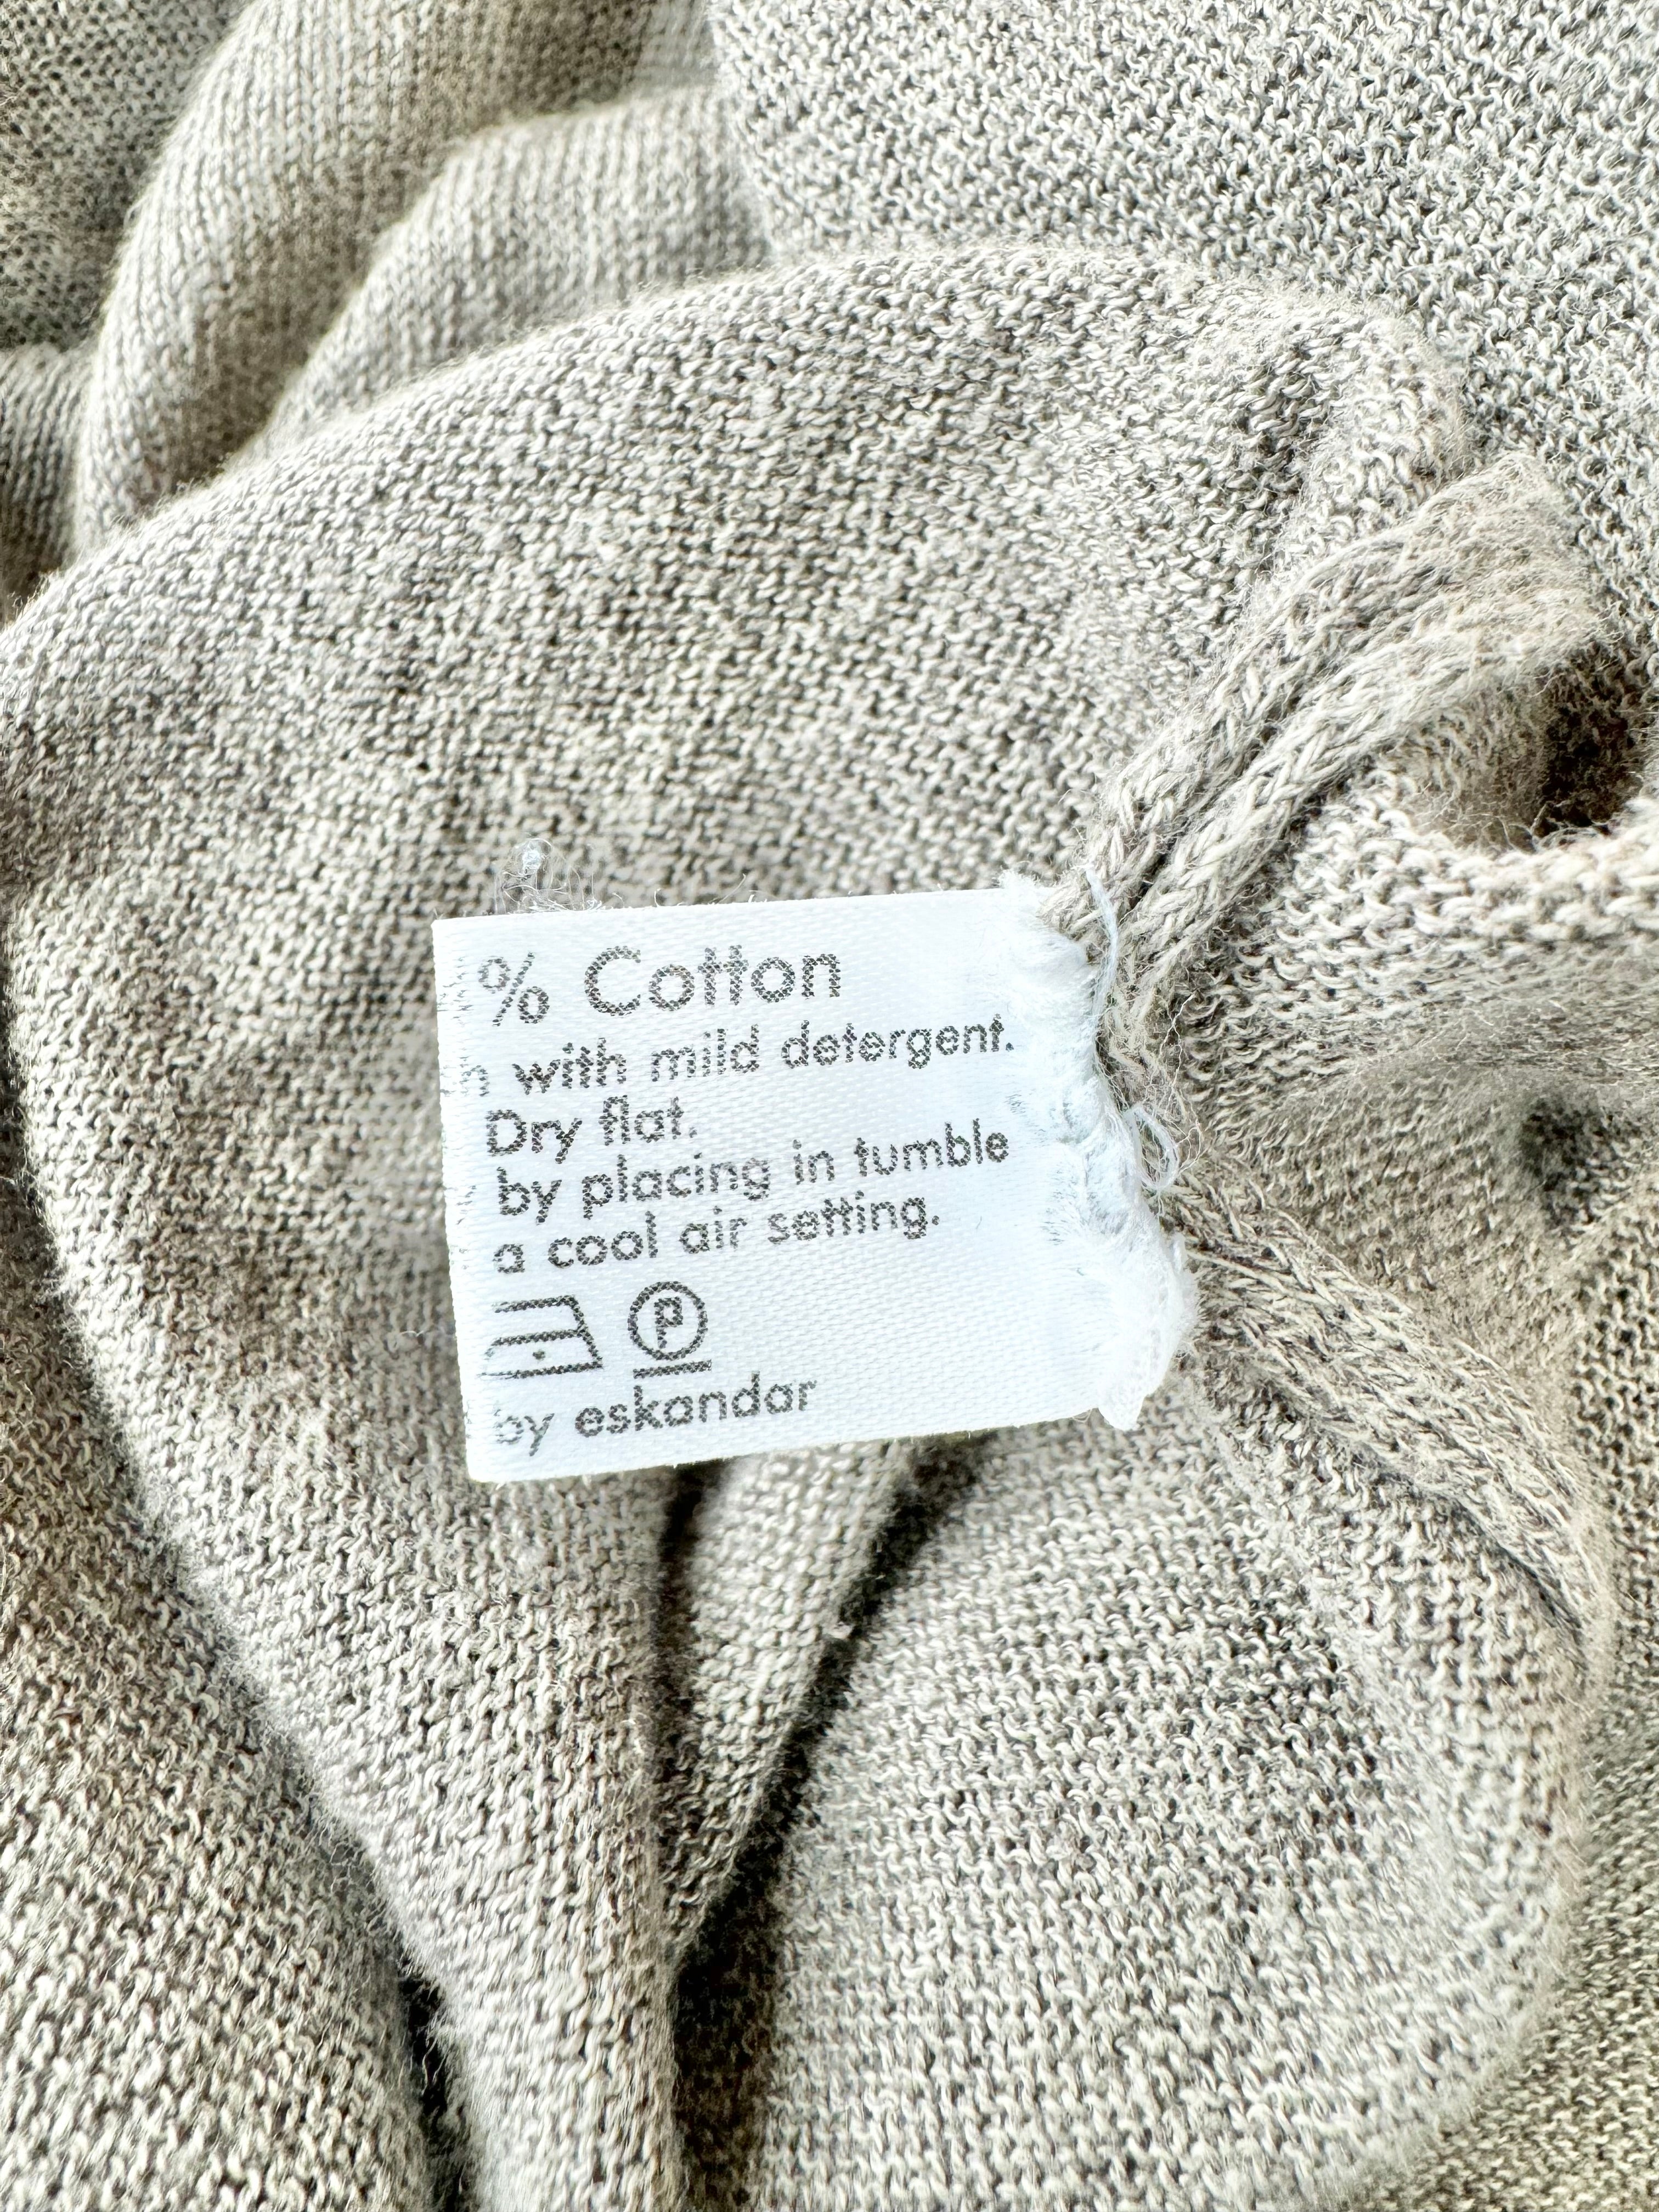 % Cotton
with mild detergent.
Dry flat.
by placing in tumble
a cool air setting.
P
by eskandar